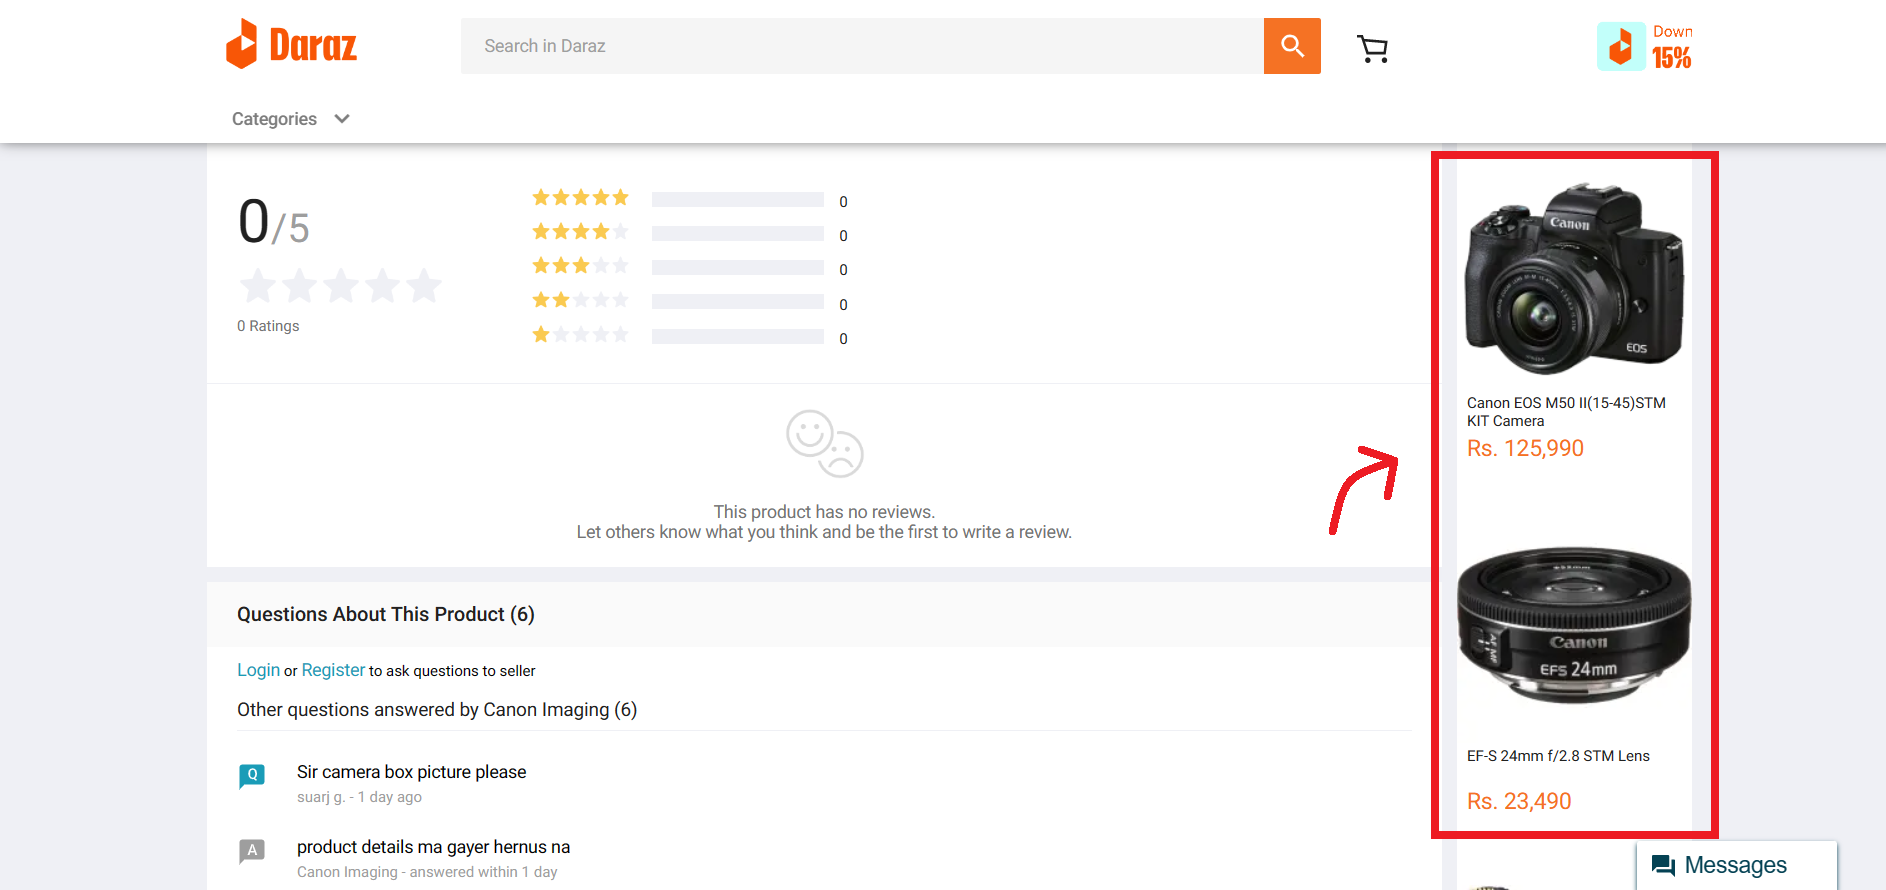 Daraz
Search in Daraz
Down
15%
Categories
0/5
0 Ratings
0
0
0
0
0
This product has no reviews.
Let others know what you think and be the first to write a review.
Questions About This Product (6)
Login or Register to ask questions to seller
Other questions answered by Canon Imaging (6)
Q
Sir camera box picture please
suarj g. - 1 day ago
A
product details ma gayer hernus na
Canon Imaging - answered within 1 day
Canon
EOS
Canon EOS M50 II(15-45)STM
KIT Camera
Rs. 125,990
AF MF
Canon
EFS 24mm
EF-S 24mm f/2.8 STM Lens
Rs. 23,490
Messages